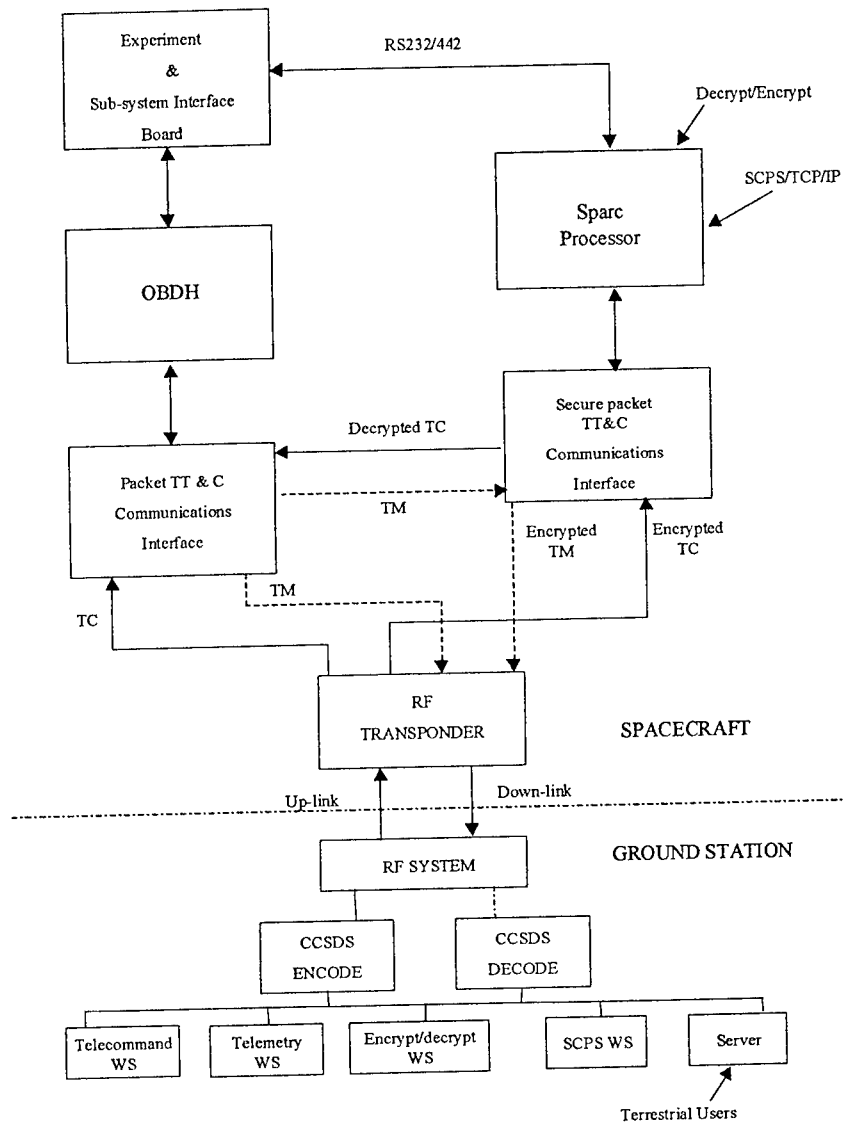 Experiment
&
Sub-system Interface
Board
RS232/442
Decrypt/Encrypt
SCPS/TCP/IP
Sparc
Processor
OBDH
Secure packet
TT&C
Communications
Interface
Decrypted TC
Packet TT & C
Communications
Interface
TM
Encrypted
TM
Encrypted
TC
TM
TC
RF
TRANSPONDER
SPACECRAFT
Up-link
Down-link
RF SYSTEM
GROUND STATION
CCSDS
ENCODE
CCSDS
DECODE
Telecommand
WS
Telemetry
WS
Encrypt/decrypt
WS
SCPS WS
Server
Terrestrial Users